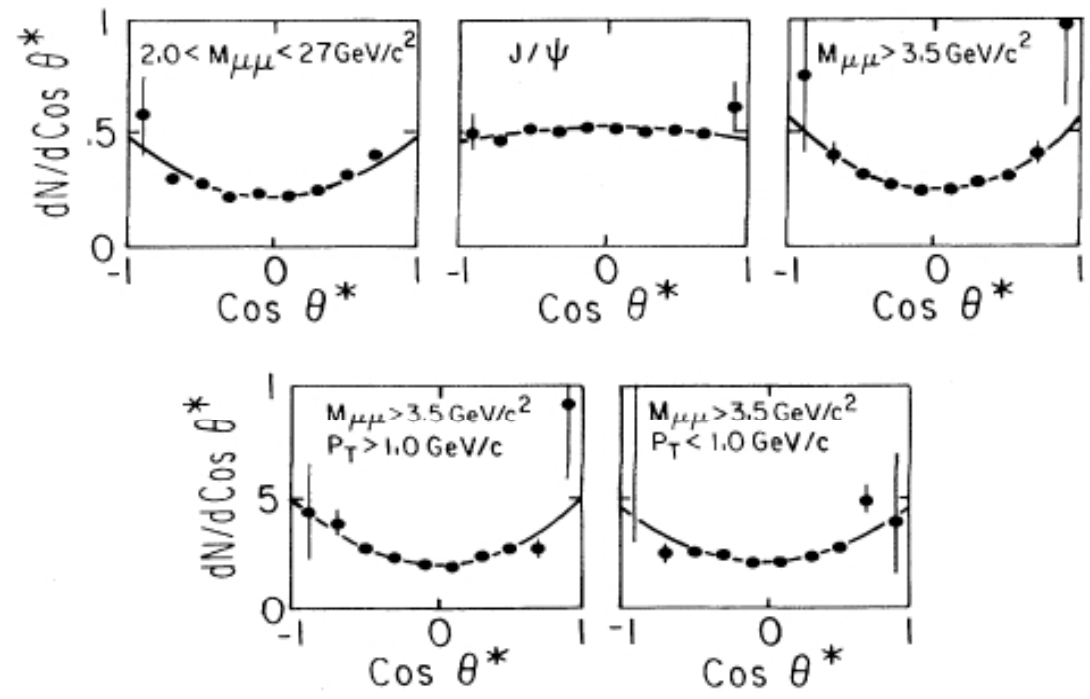 dN/dCos θ*
1
.5
0
2.0 < Mμμ < 27 GeV/c²
-1 0 1
Cos θ*
J/ψ
-1 0 1
Cos θ*
Mμμ > 3.5 GeV/c²
-1 0 1
Cos θ*
dN/dCos θ*
1
5
0
Mμμ > 3.5 GeV/c²
PT > 1.0 GeV/c
-1 0 1
Cos θ*
Mμμ > 3.5 GeV/c²
PT < 1.0 GeV/c
-1 0 1
Cos θ*